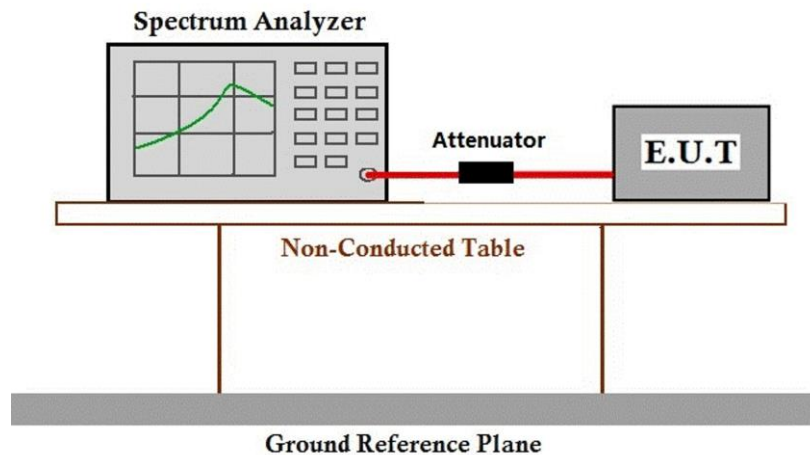 Spectrum Analyzer
Attenuator
E.U.T
Non-Conducted Table
Ground Reference Plane